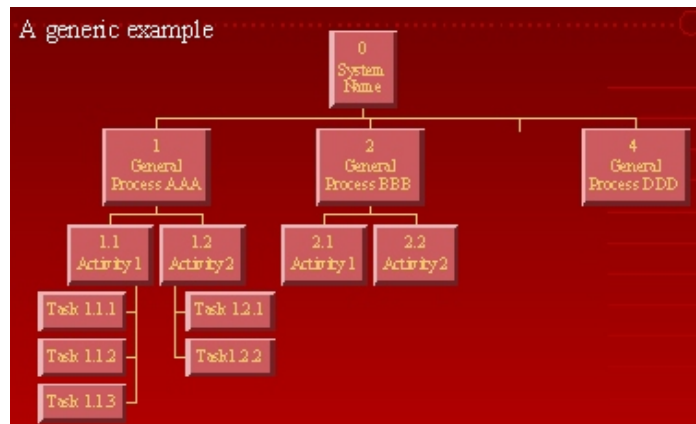 A generic example
0
System
Name
1
General
Process AAA
2
General
Process BBB
4
General
Process DDD
1.1
Activity 1
1.2
Activity 2
2.1
Activity 1
2.2
Activity 2
Task 1.1.1
Task 1.2.1
Task 1.1.2
Task1.2.2
Task 1.1.3